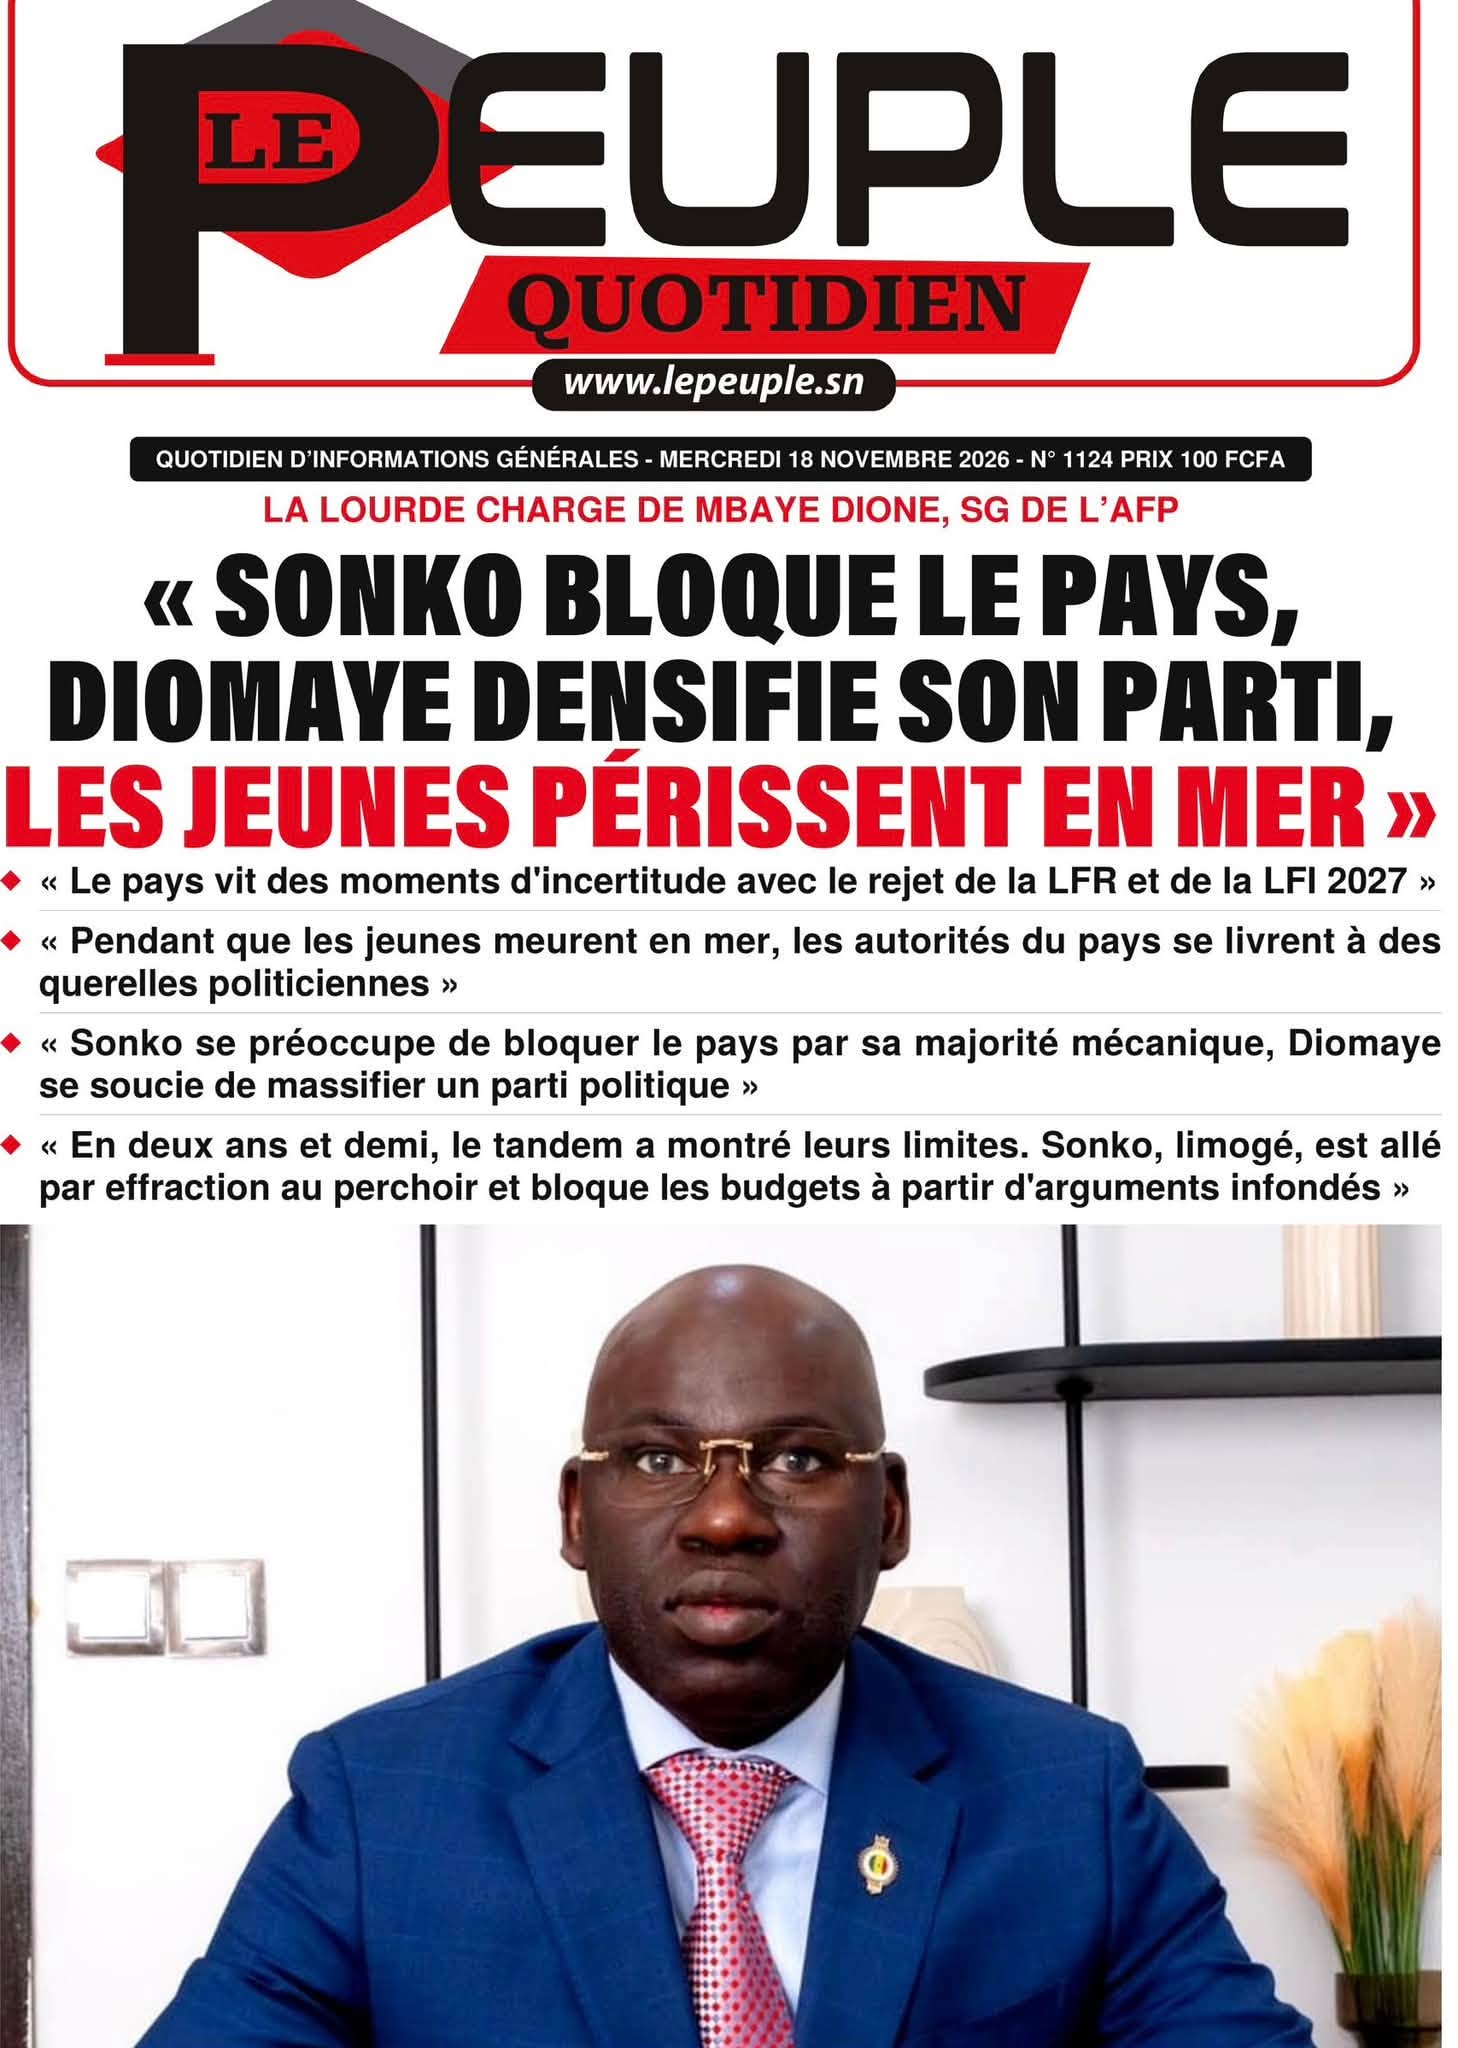 LE PEUPLE
QUOTIDIEN
www.lepeuple.sn
QUOTIDIEN D'INFORMATIONS GÉNÉRALES - MERCREDI 18 NOVEMBRE 2026 - N° 1124 PRIX 100 FCFA
LA LOURDE CHARGE DE MBAYE DIONE, SG DE L'AFP
« SONKO BLOQUE LE PAYS,
DIOMAYE DENSIFIE SON PARTI,
LES JEUNES PÉRISSENT EN MER »
« Le pays vit des moments d'incertitude avec le rejet de la LFR et de la LFI 2027 »
« Pendant que les jeunes meurent en mer, les autorités du pays se livrent à des
querelles politiciennes »
« Sonko se préoccupe de bloquer le pays par sa majorité mécanique, Diomaye
se soucie de massifier un parti politique »
« En deux ans et demi, le tandem a montré leurs limites. Sonko, limogé, est allé
par effraction au perchoir et bloque les budgets à partir d'arguments infondés »